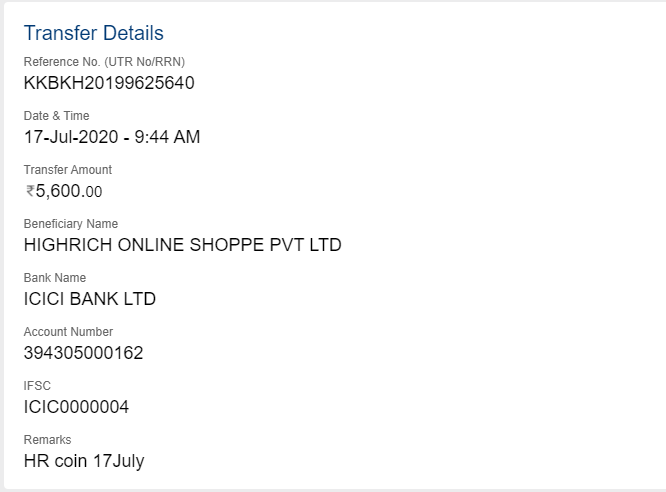 Transfer Details
Reference No. (UTR No/RRN)
KKBKH20199625640
Date & Time
17-Jul-2020 - 9:44 AM
Transfer Amount
₹5,600.00
Beneficiary Name
HIGHRICH ONLINE SHOPPE PVT LTD
Bank Name
ICICI BANK LTD
Account Number
394305000162
IFSC
ICIC0000004
Remarks
HR coin 17July